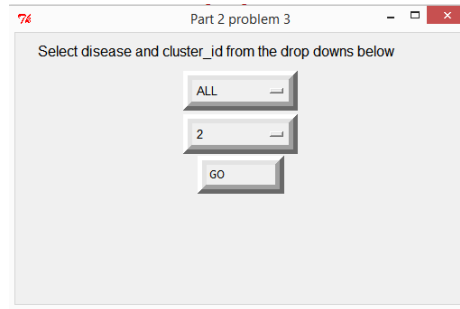 Part 2 problem 3
Select disease and cluster_id from the drop downs below
ALL
2
GO